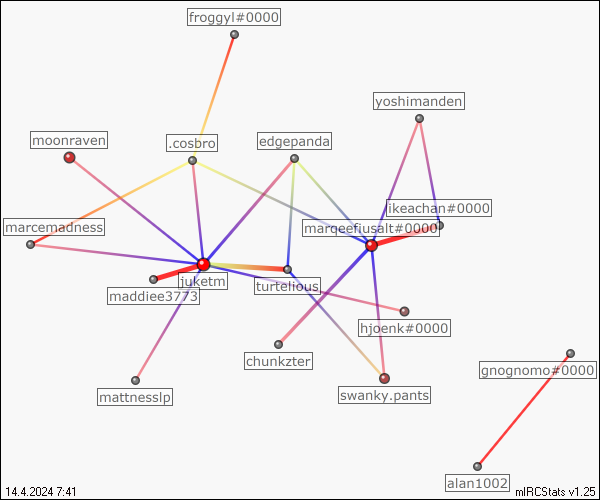 froggyl#0000
yoshimanden
moonraven
.cosbro
edgepanda
ikeachan#0000
marcemadness
marqeefiusalt#0000
juketm
turtelious
maddiee3773
hjoenk#0000
chunkzter
gnognomo#0000
mattnesslp
swanky.pants
alan1002
14.4.2024 7:41
mIRCStats v1.25